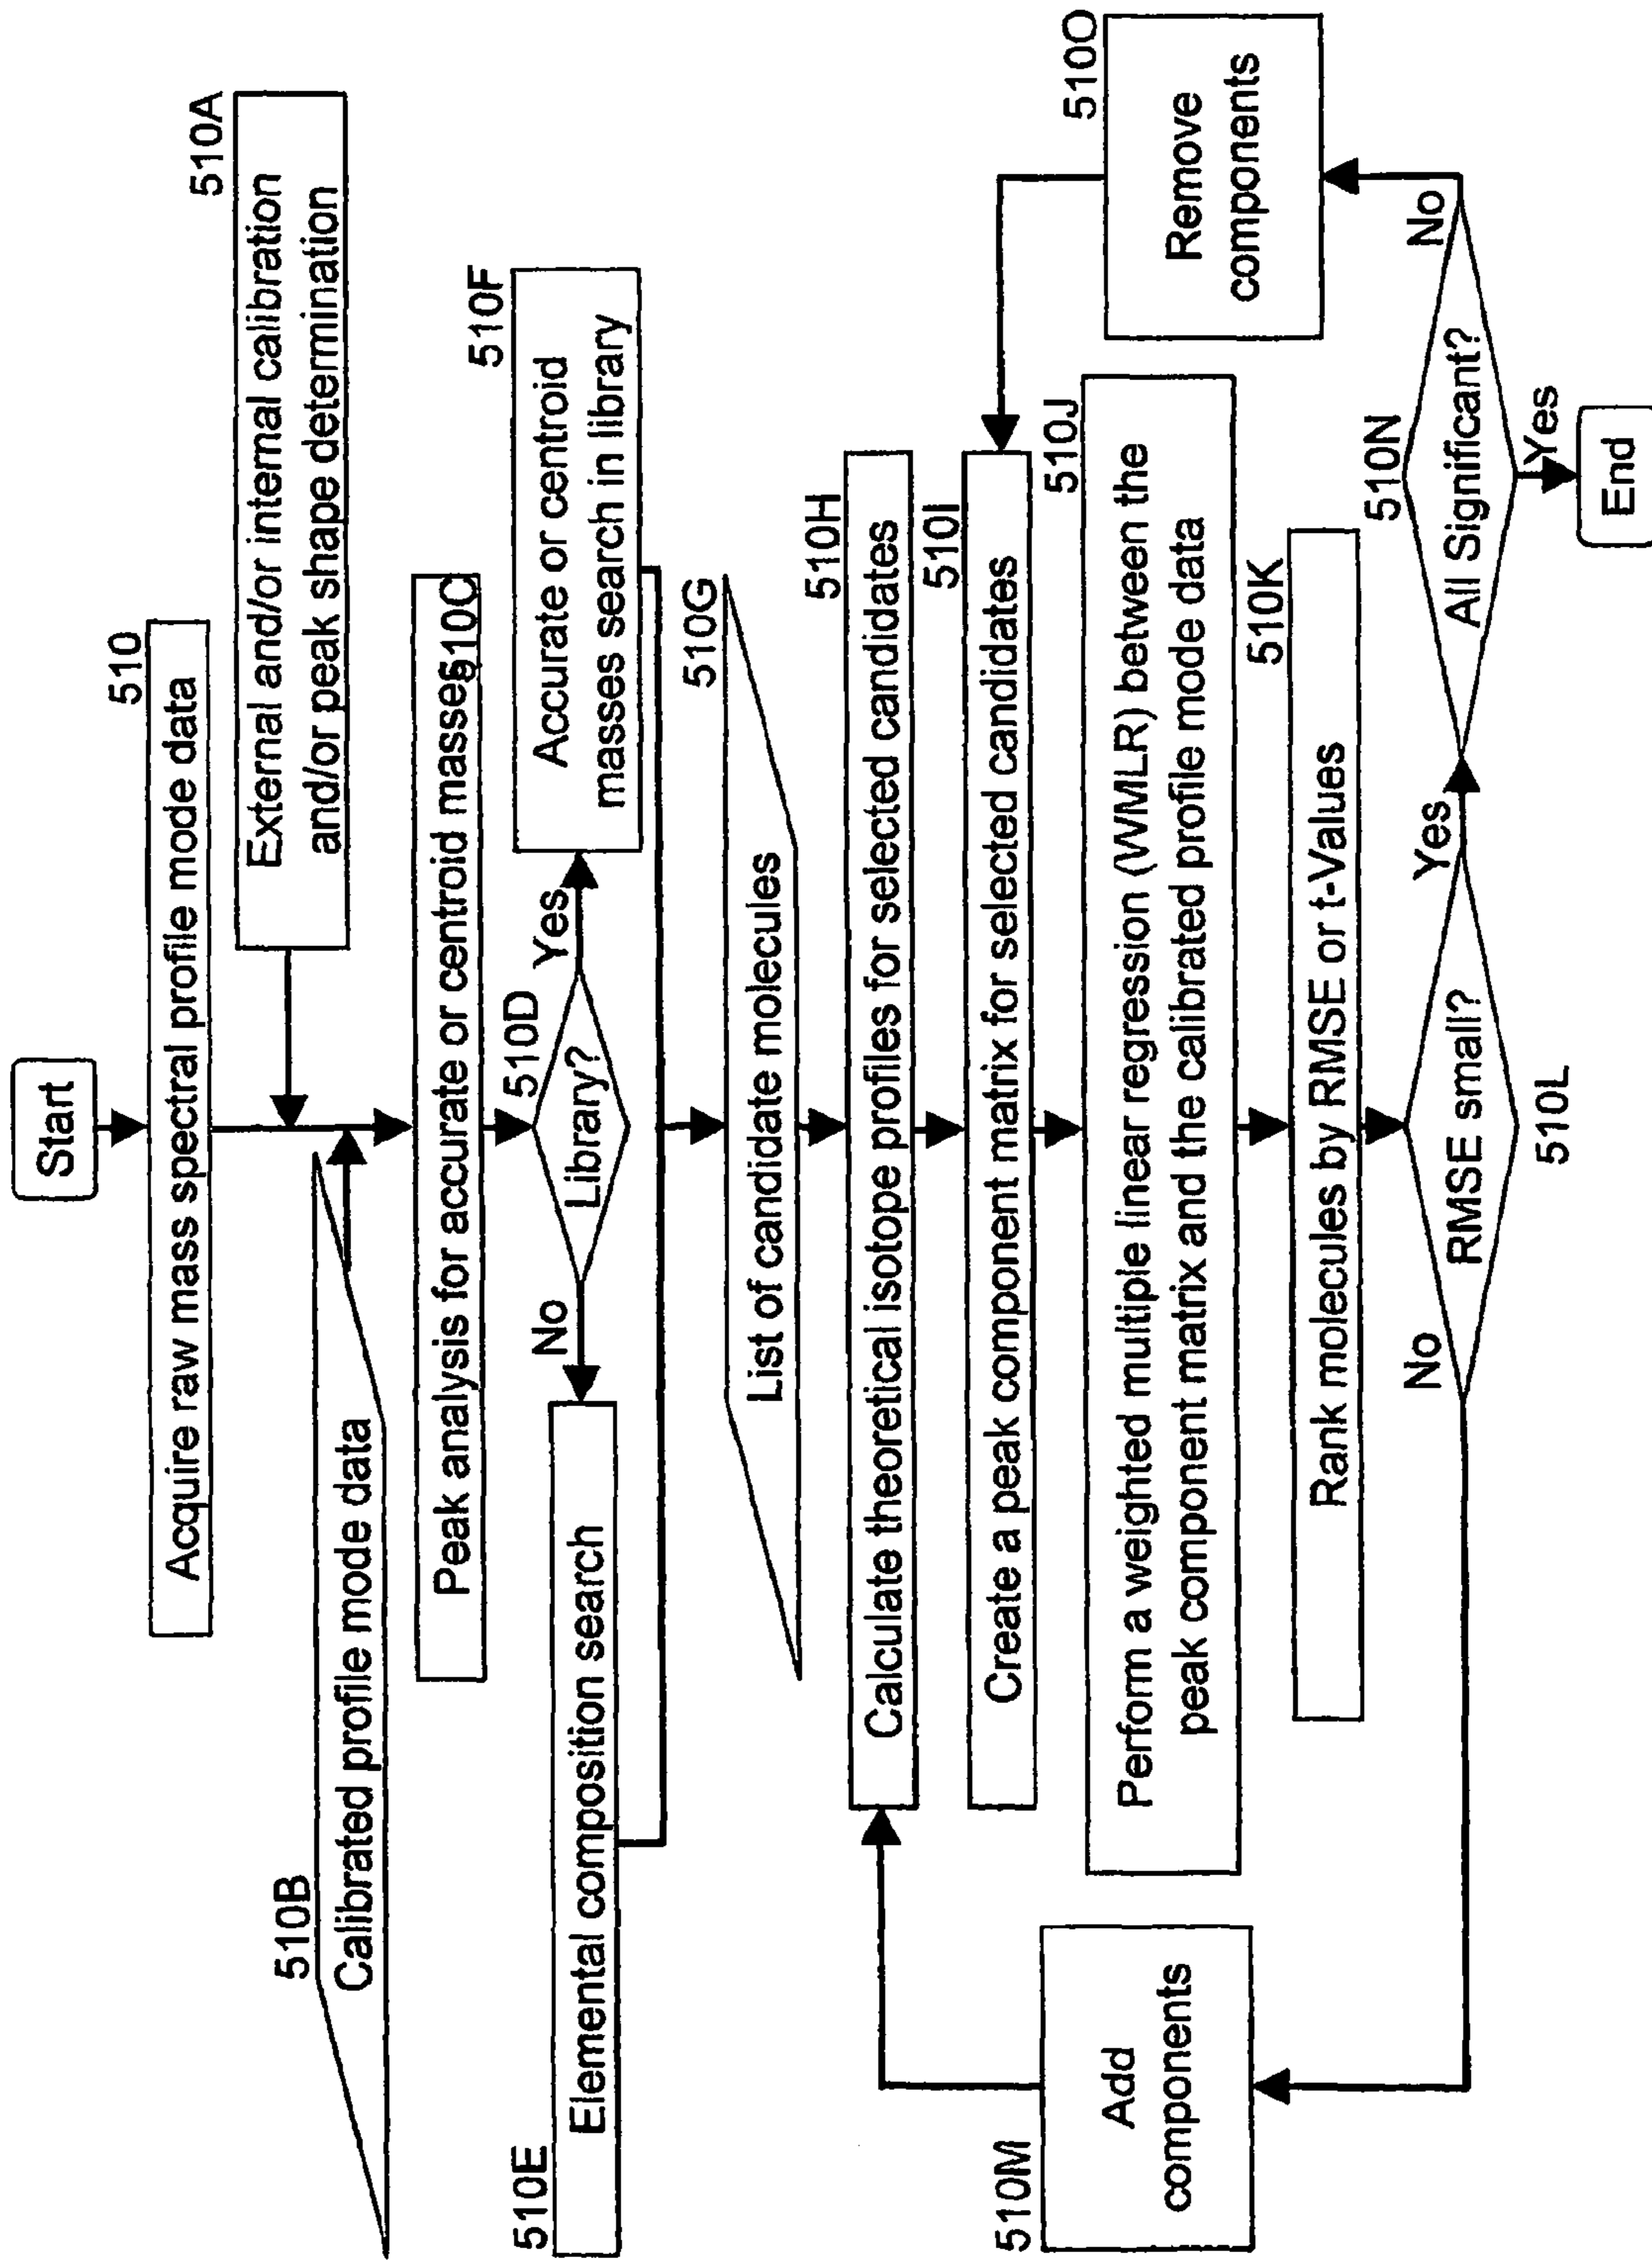 Start
510
Acquire raw mass spectral profile mode data
510A
External and/or internal calibration
and/or peak shape determination
510B
Calibrated profile mode data
510C
Peak analysis for accurate or centroid masses
510D
Library?
No
Yes
510E
Elemental composition search
510F
Accurate or centroid
masses search in library
510G
List of candidate molecules
510H
Calculate theoretical isotope profiles for selected candidates
510I
Create a peak component matrix for selected candidates
510J
Perfom a weighted multiple linear regression (WMLR) between the
peak component matrix and the calibrated profile mode data
510K
Rank molecules by RMSE or t-Values
RMSE small?
510L
No
Yes
510M
Add
components
510N
All Significant?
No
Yes
510O
Remove
components
End